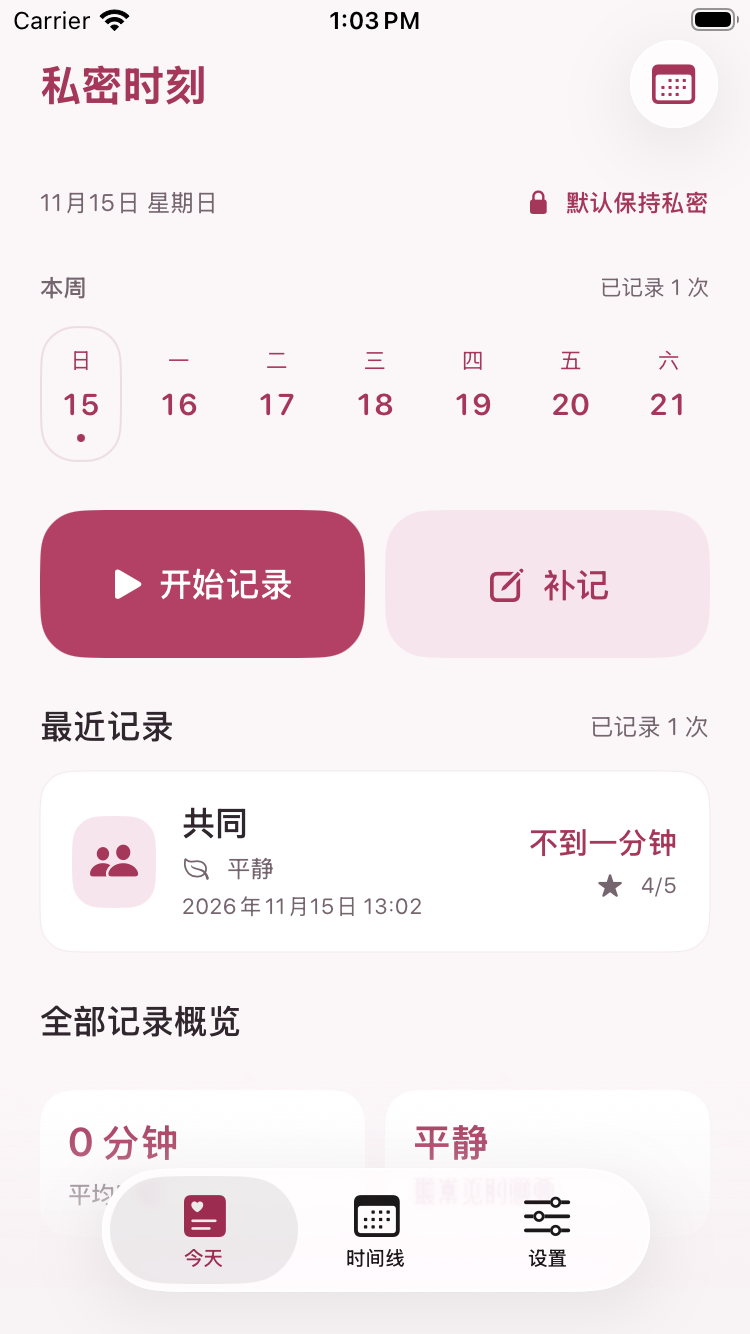 Carrier 1:03 PM
私密时刻
11月15日 星期日 默认保持私密
本周 已记录 1 次
日 一 二 三 四 五 六
15 16 17 18 19 20 21
开始记录 补记
最近记录 已记录 1 次
共同
不到一分钟
平静
4/5
2026年11月15日 13:02
全部记录概览
0 分钟 平静
平均
今天 时间线 设置